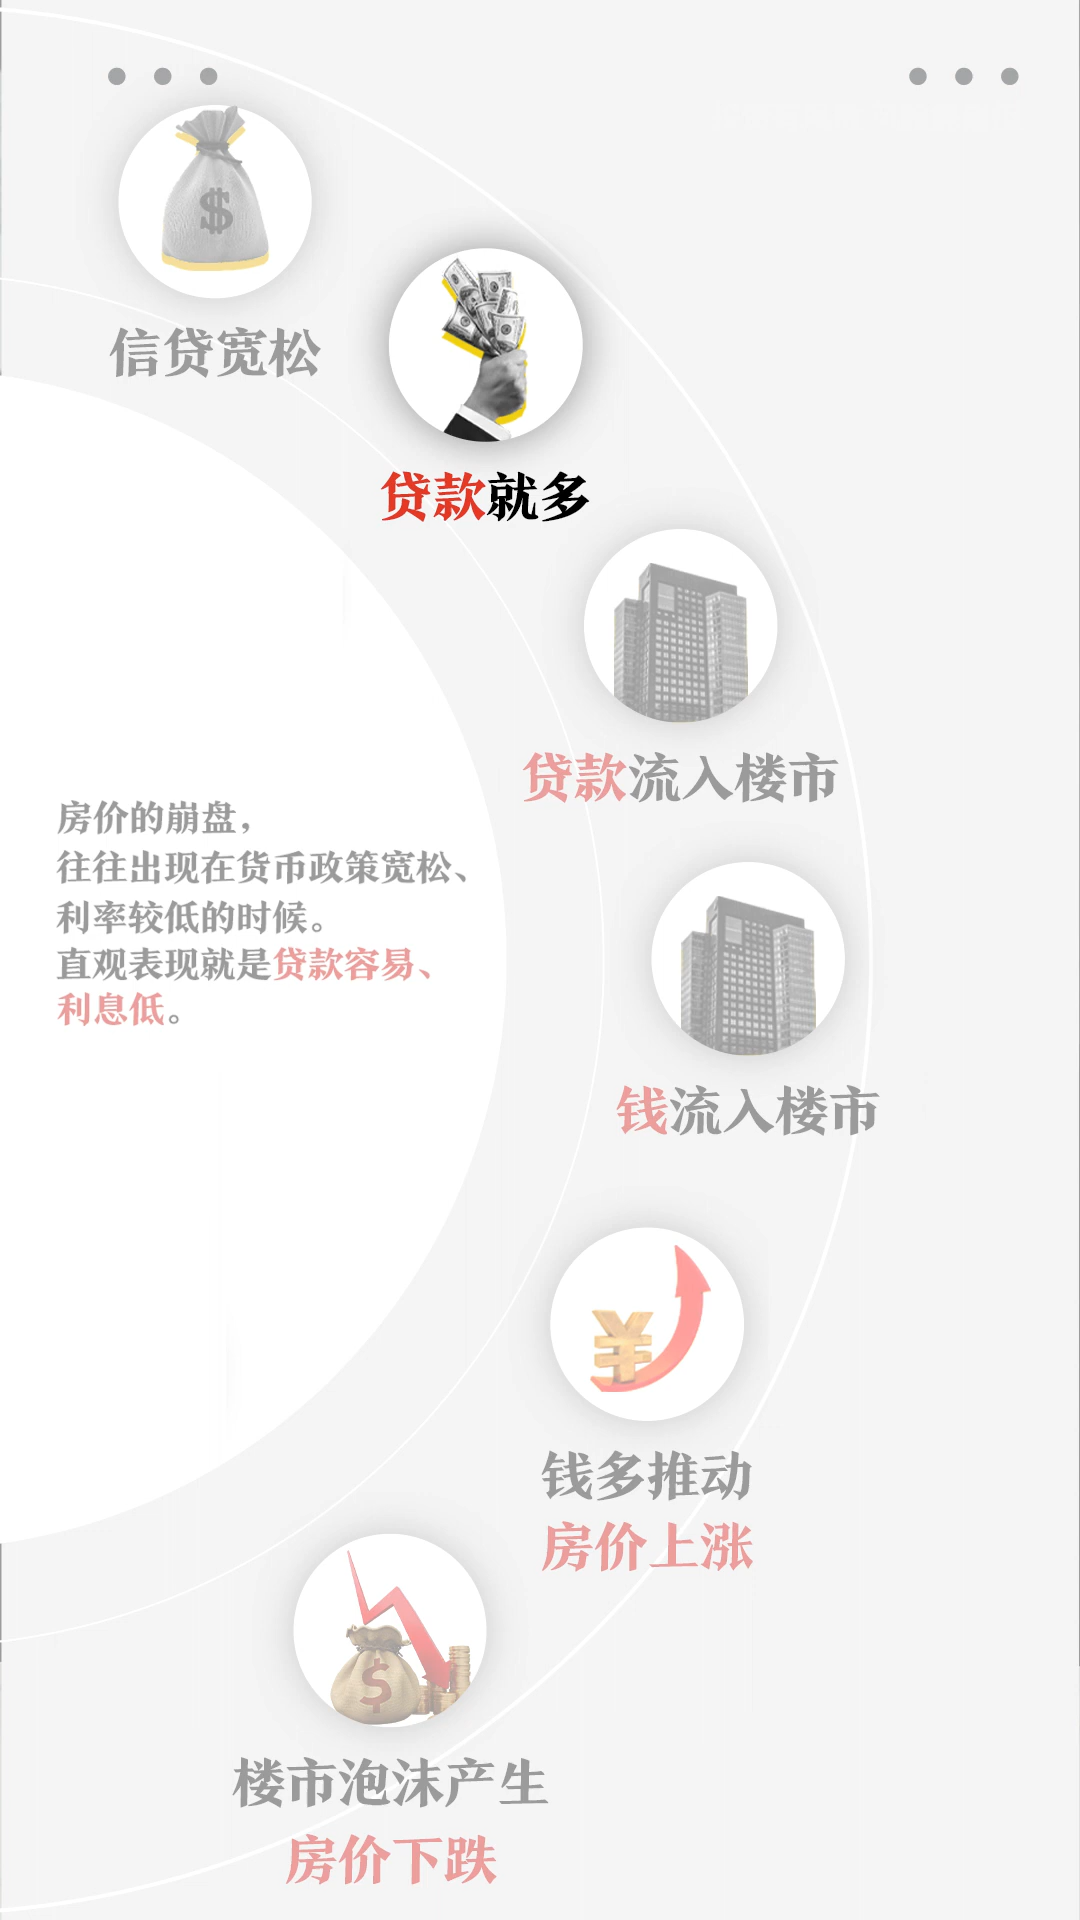 信贷宽松
贷款就多
贷款流入楼市
房价的崩盘，
往往出现在货币政策宽松、
利率较低的时候。
直观表现就是贷款容易、
利息低。
钱流入楼市
钱多推动
房价上涨
楼市泡沫产生
房价下跌